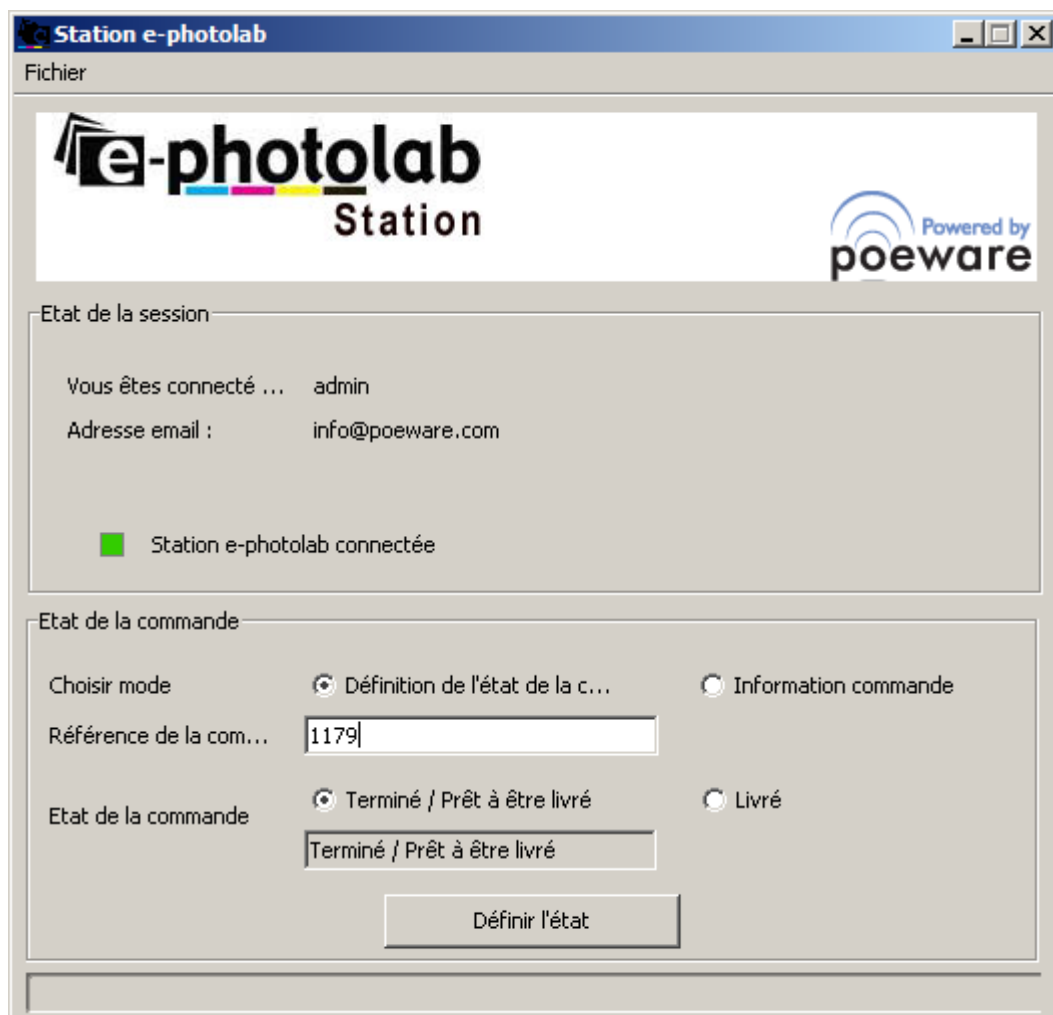 Station e-photolab
Fichier
e-photolab
Station
Powered by
poeware
Etat de la session
Vous êtes connecté ... admin
Adresse email : info@poeware.com
Station e-photolab connectée
Etat de la commande
Choisir mode Définition de l'état de la c... Information commande
Référence de la com... 1179
Etat de la commande Terminé / Prêt à être livré Livré
Terminé / Prêt à être livré
Définir l'état